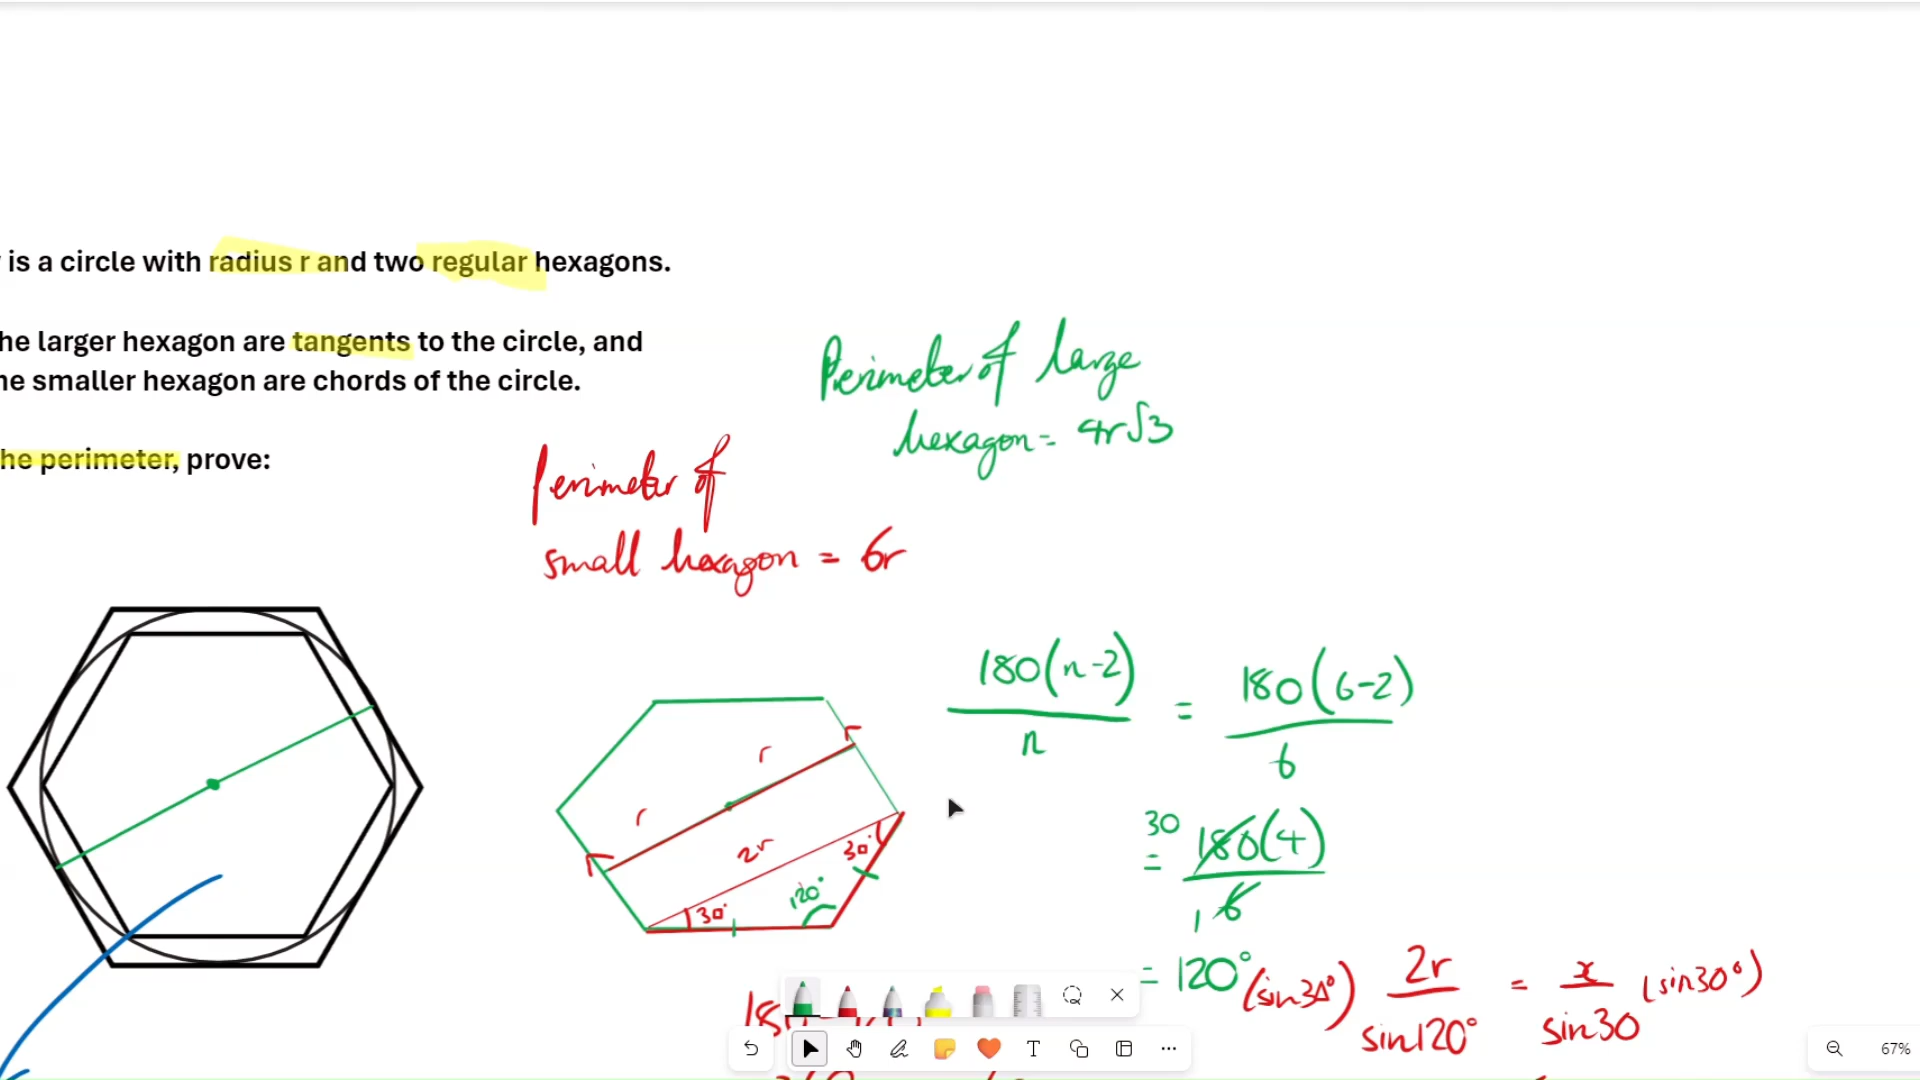 is a circle with radius r and two regular hexagons.
he larger hexagon are tangents to the circle, and
he smaller hexagon are chords of the circle.
he perimeter, prove:
Perimeter of large
hexagon = 4r√3
Perimeter of
small hexagon = 6r
180(n-2)/n = 180(6-2)/6
= 30 180(4)/6 1
= 120°
r
r
2r
30°
30°
120°
(sin30°) 2r/sin120° = x/sin30 (sin30°)
67%